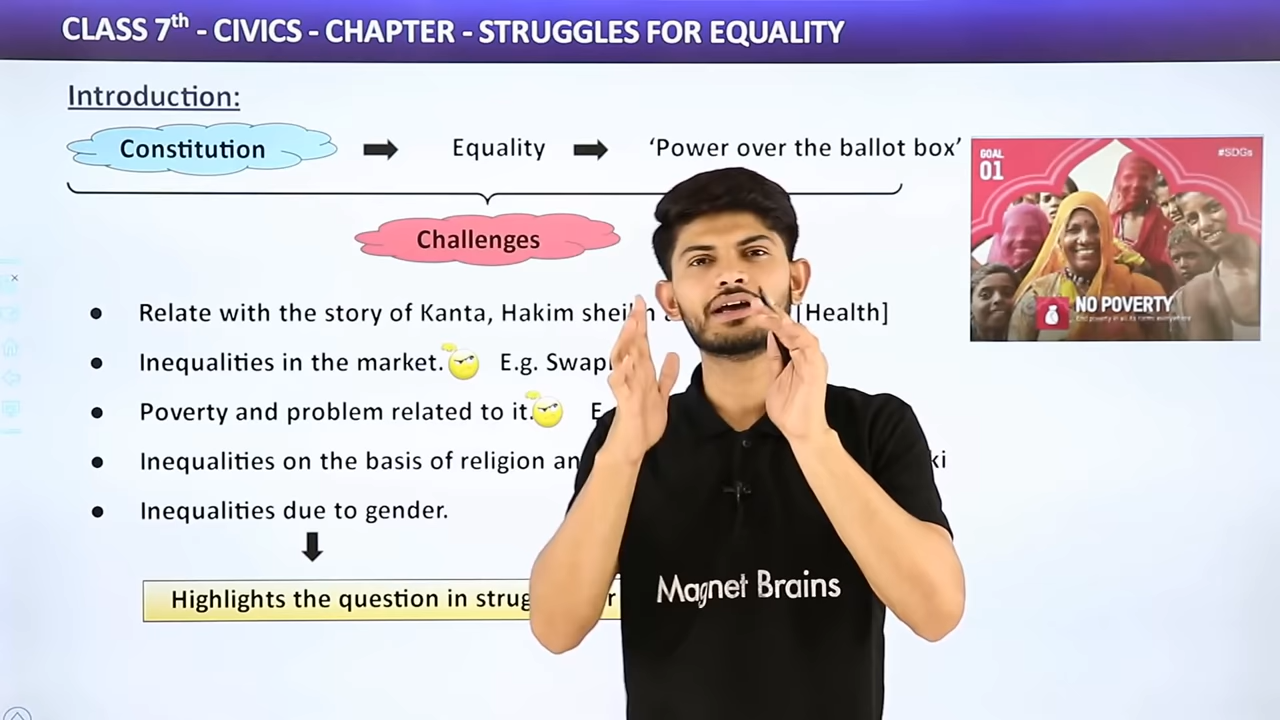 CLASS 7th - CIVICS - CHAPTER - STRUGGLES FOR EQUALITY
Introduction:
Constitution ➡ Equality ➡ ‘Power over the ballot box’
GOAL 01
#SDGs
Challenges
NO POVERTY
• Relate with the story of Kanta, Hakim [Health]
• Inequalities in the market. E.g.
• Poverty and problem related to it.
• Inequalities on the basis of religion
• Inequalities due to gender.
Highlights the question in
Magnet Brains